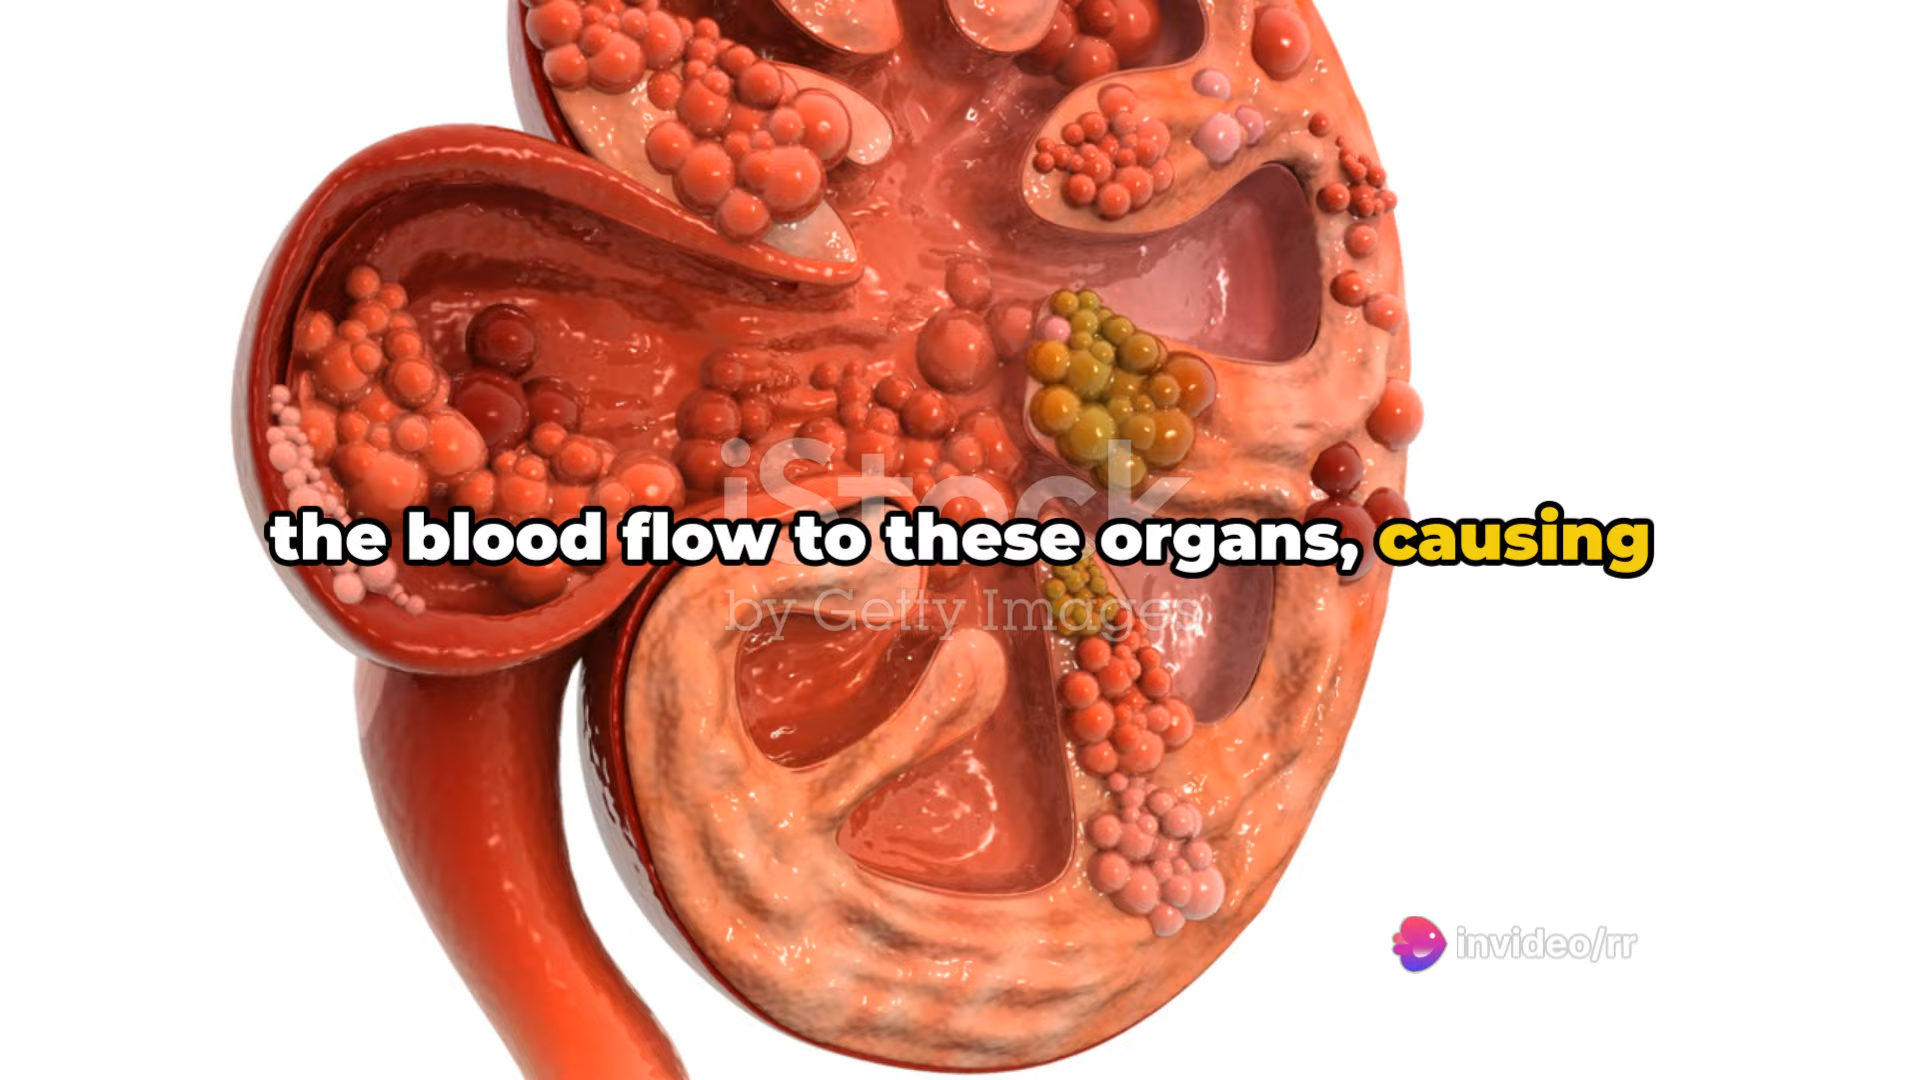 iStock
the blood flow to these organs, causing
by Getty Images
invideo/rr